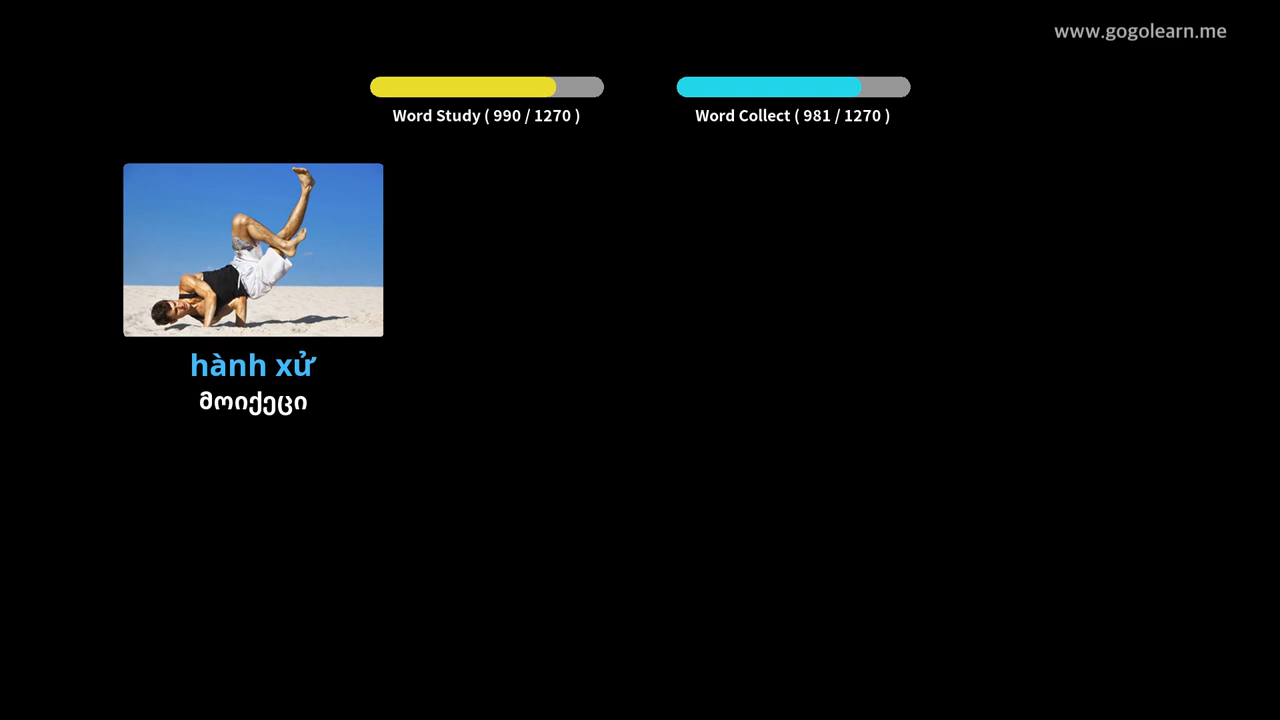 www.gogolearn.me
Word Study ( 990 / 1270 )
Word Collect ( 981 / 1270 )
hành xử
მოიქეცი